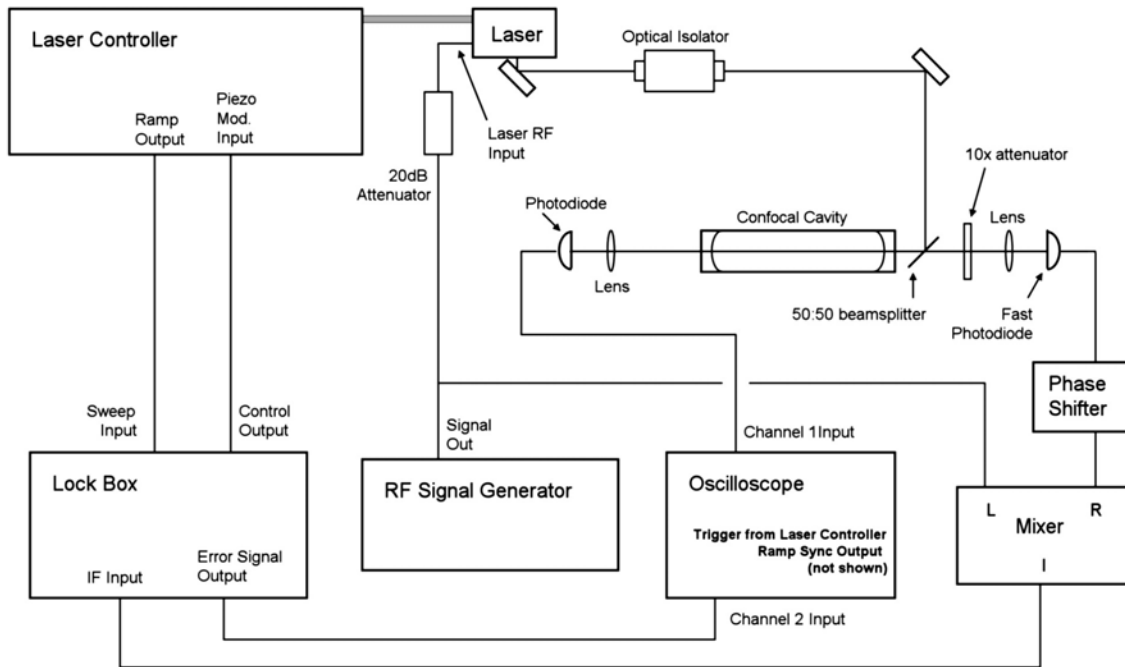 Laser Controller
Ramp
Output
Piezo
Mod.
Input
Laser
Optical Isolator
Laser RF
Input
20dB
Attenuator
Photodiode
Lens
Confocal Cavity
10x attenuator
Lens
50:50 beamsplitter
Fast
Photodiode
Phase
Shifter
Sweep
Input
Control
Output
Signal
Out
Channel 1Input
Lock Box
IF Input
Error Signal
Output
RF Signal Generator
Oscilloscope
Trigger from Laser Controller
Ramp Sync Output
(not shown)
Channel 2 Input
L
R
Mixer
I